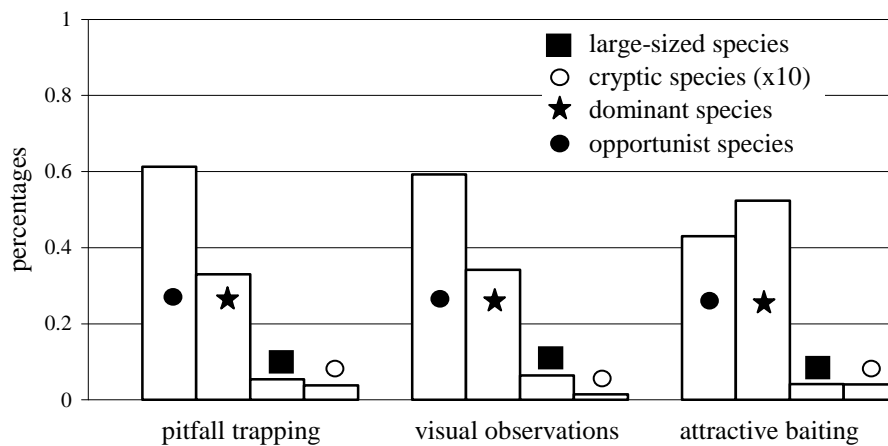 1
0.8
0.6
0.4
0.2
0
percentages
large-sized species
cryptic species (x10)
dominant species
opportunist species
pitfall trapping
visual observations
attractive baiting